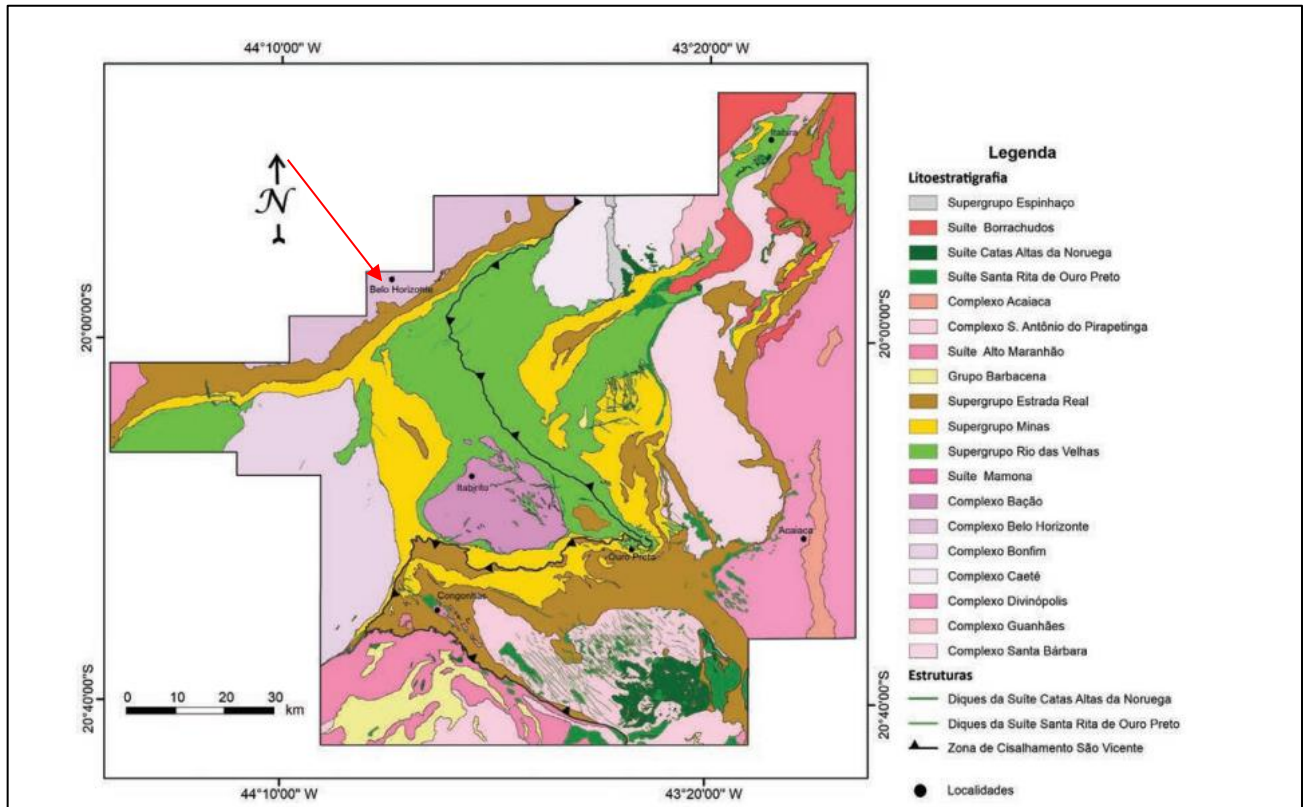 44°10'00" W
43°20'00" W
N
Itabira
Belo Horizonte
20°00'00"S
20°00'00"S
Itabirito
Ouro Preto
Acaiaca
Congonhas
20°40'00"S
20°40'00"S
0 10 20 30
km
44°10'00" W
43°20'00" W
Legenda
Litoestratigrafia
Supergrupo Espinhaço
Suíte Borrachudos
Suíte Catas Altas da Noruega
Suíte Santa Rita de Ouro Preto
Complexo Acaiaca
Complexo S. Antônio do Pirapetinga
Suíte Alto Maranhão
Grupo Barbacena
Supergrupo Estrada Real
Supergrupo Minas
Supergrupo Rio das Velhas
Suíte Mamona
Complexo Bação
Complexo Belo Horizonte
Complexo Bonfim
Complexo Caeté
Complexo Divinópolis
Complexo Guanhães
Complexo Santa Bárbara
Estruturas
Diques da Suíte Catas Altas da Noruega
Diques da Suíte Santa Rita de Ouro Preto
Zona de Cisalhamento São Vicente
Localidades